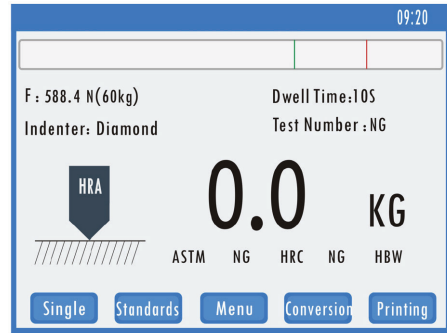 09:20
F: 588.4 N(60kg) Dwell Time:10S
Indenter: Diamond Test Number :NG
HRA
0.0 KG
ASTM NG HRC NG HBW
Single Standards Menu Conversion Printing